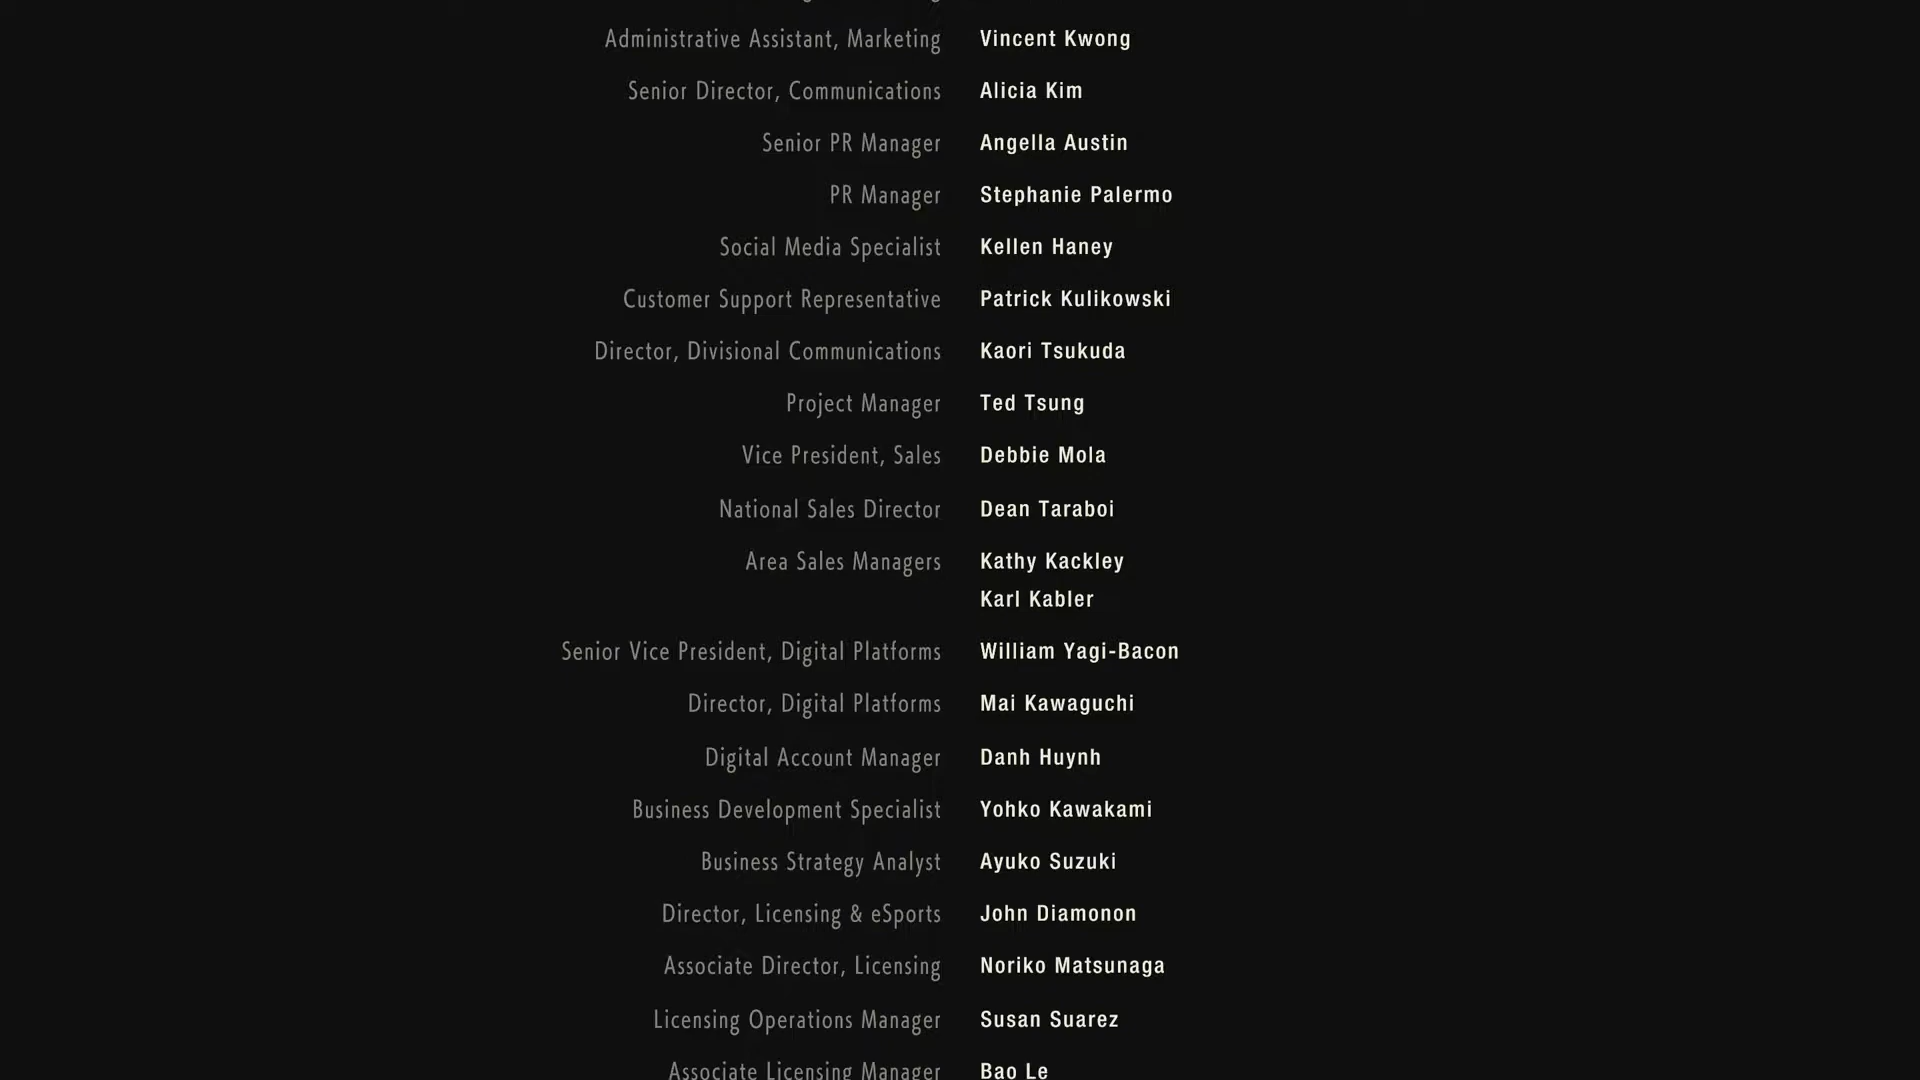 Administrative Assistant, Marketing Vincent Kwong
Senior Director, Communications Alicia Kim
Senior PR Manager Angella Austin
PR Manager Stephanie Palermo
Social Media Specialist Kellen Haney
Customer Support Representative Patrick Kulikowski
Director, Divisional Communications Kaori Tsukuda
Project Manager Ted Tsung
Vice President, Sales Debbie Mola
National Sales Director Dean Taraboi
Area Sales Managers Kathy Kackley
Karl Kabler
Senior Vice President, Digital Platforms William Yagi-Bacon
Director, Digital Platforms Mai Kawaguchi
Digital Account Manager Danh Huynh
Business Development Specialist Yohko Kawakami
Business Strategy Analyst Ayuko Suzuki
Director, Licensing & eSports John Diamonon
Associate Director, Licensing Noriko Matsunaga
Licensing Operations Manager Susan Suarez
Associate Licensing Manager Bao Le